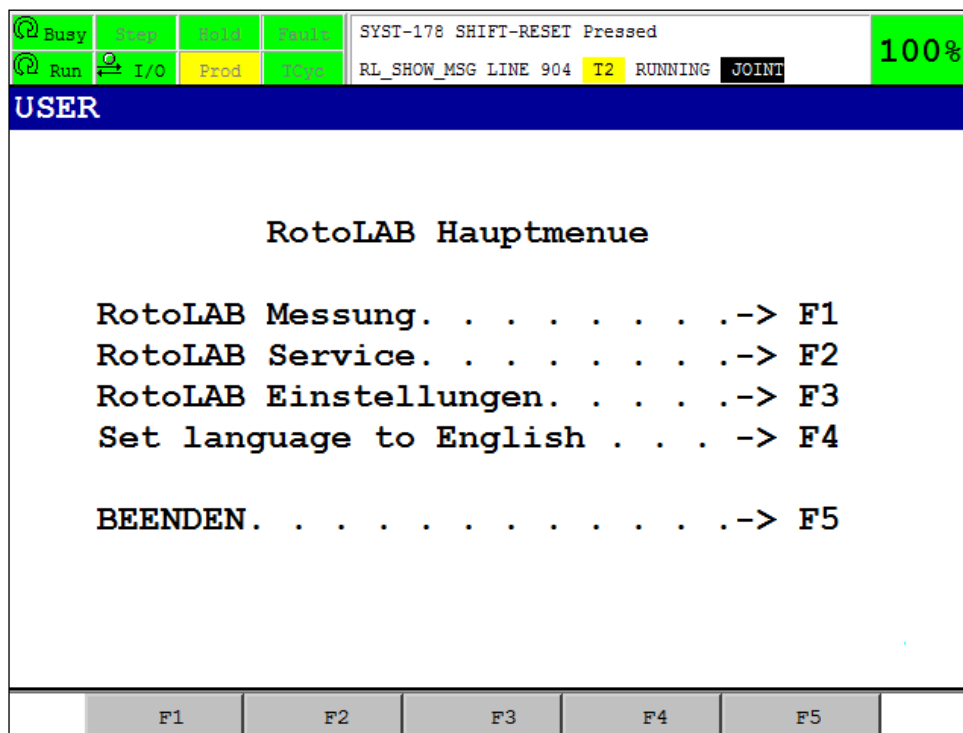 Busy Step Hold Fault SYST-178 SHIFT-RESET Pressed
Run I/O Prod TCyc RL_SHOW_MSG LINE 904 T2 RUNNING JOINT 100%
USER
RotoLAB Hauptmenue
RotoLAB Messung. . . . . . . .-> F1
RotoLAB Service. . . . . . . .-> F2
RotoLAB Einstellungen. . . . .-> F3
Set language to English . . . -> F4
BEENDEN. . . . . . . . . . . .-> F5
F1 F2 F3 F4 F5